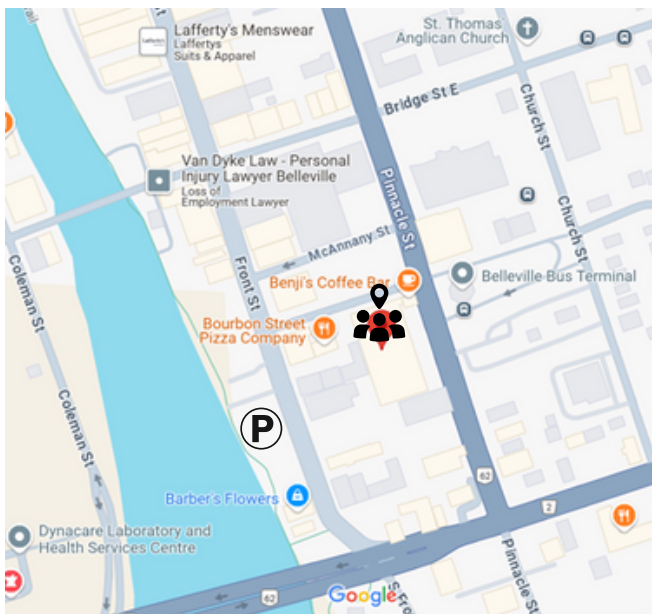 Lafferty's Menswear
Laffertys
Suits & Apparel
St. Thomas
Anglican Church
Bridge St E
Church St
Van Dyke Law - Personal
Injury Lawyer Belleville
Loss of
Employment Lawyer
Pinnacle St
McAnnany St
Church St
Coleman St
Front St
Benji's Coffee Bar
Belleville Bus Terminal
Bourbon Street
Pizza Company
Coleman St
P
62
Barber's Flowers
2
Dynacare Laboratory and
Health Services Centre
Pinnacle St
62
Google
S Fro